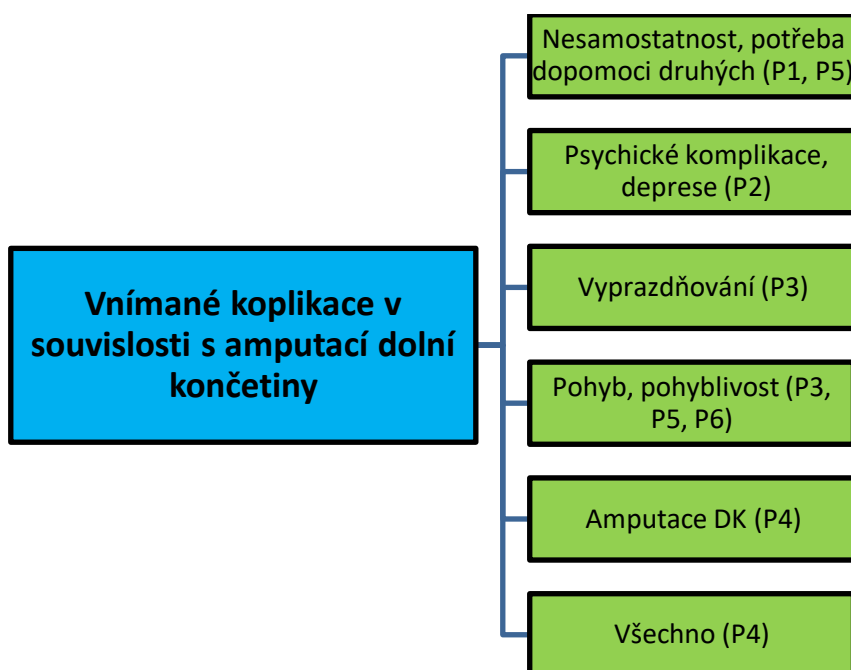 Nesamostatnost, potřeba
dopomoci druhých (P1, P5)
Psychické komplikace,
deprese (P2)
Vyprazdňování (P3)
Vnímané koplikace v
souvislosti s amputací dolní
končetiny
Pohyb, pohyblivost (P3,
P5, P6)
Amputace DK (P4)
Všechno (P4)